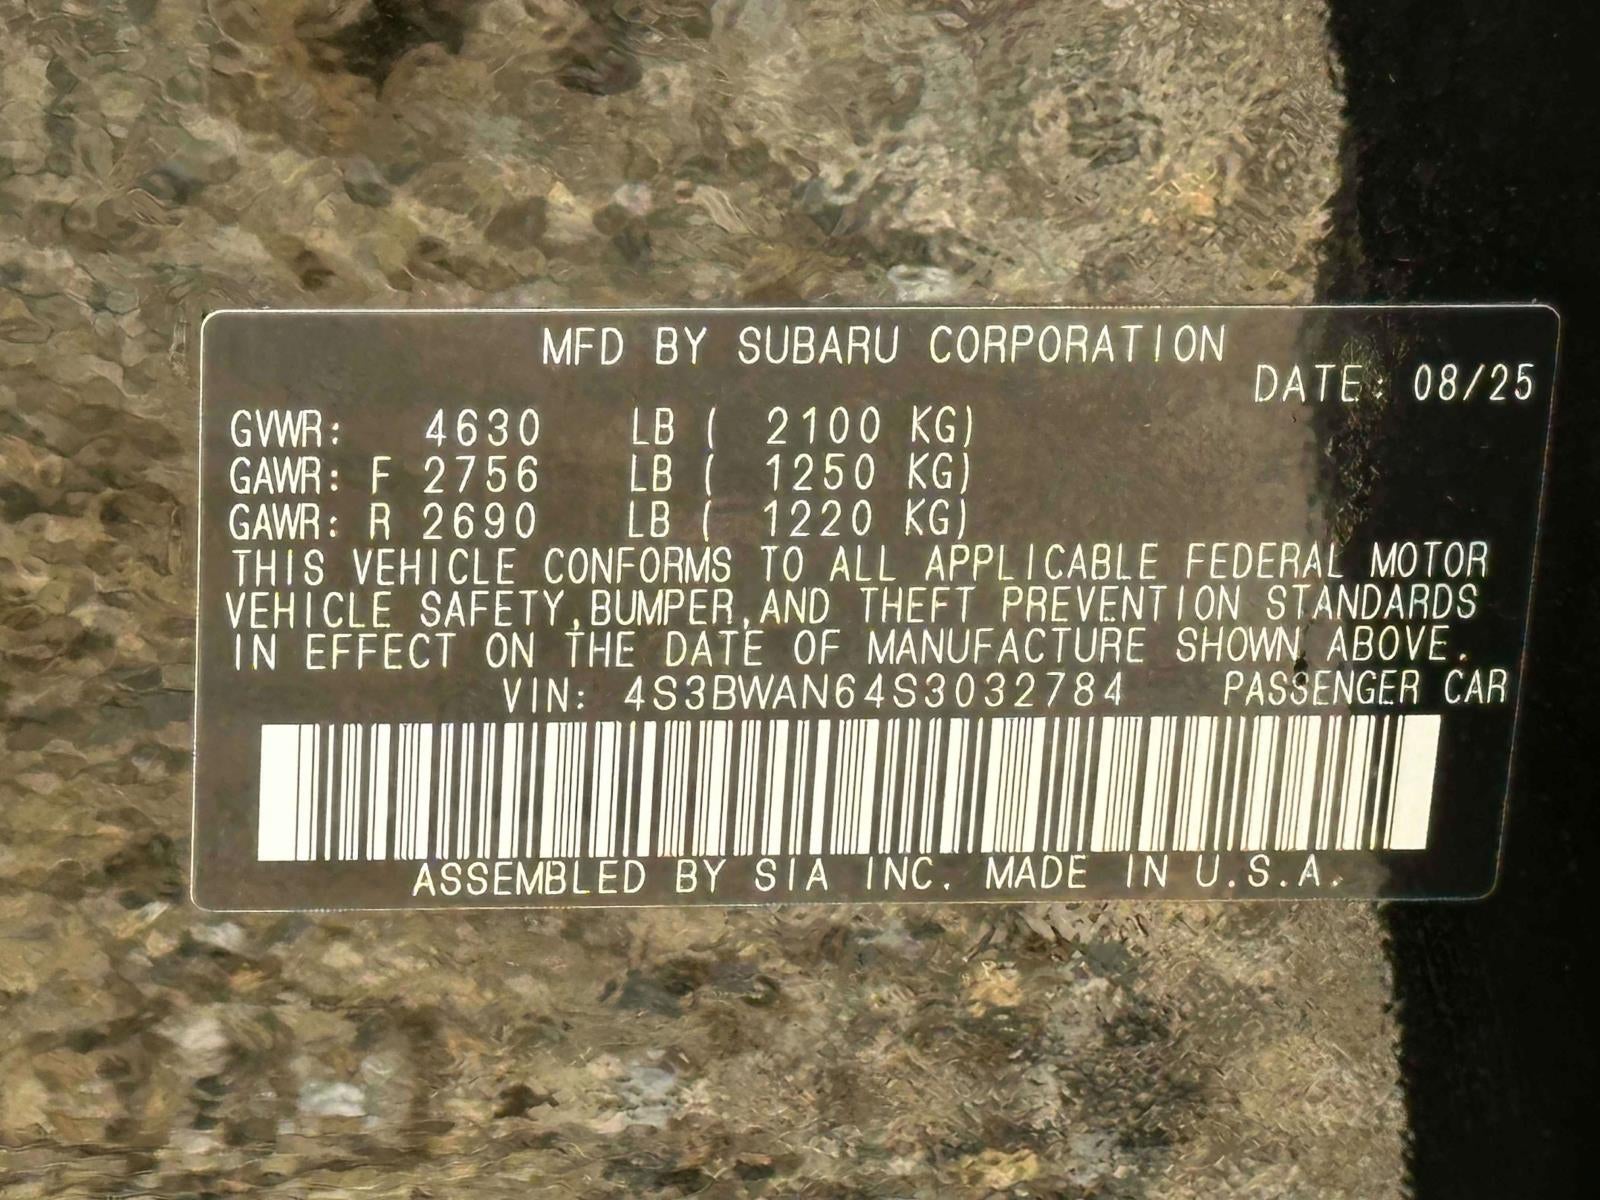 MFD BY SUBARU CORPORATION
DATE: 08/25
GVWR: 4630 LB ( 2100 KG)
GAWR: F 2756 LB ( 1250 KG)
GAWR: R 2690 LB ( 1220 KG)
THIS VEHICLE CONFORMS TO ALL APPLICABLE FEDERAL MOTOR
VEHICLE SAFETY,BUMPER,AND THEFT PREVENTION STANDARDS
IN EFFECT ON THE DATE OF MANUFACTURE SHOWN ABOVE.
VIN: 4S3BWAN64S3032784 PASSENGER CAR
ASSEMBLED BY SIA INC. MADE IN U.S.A.